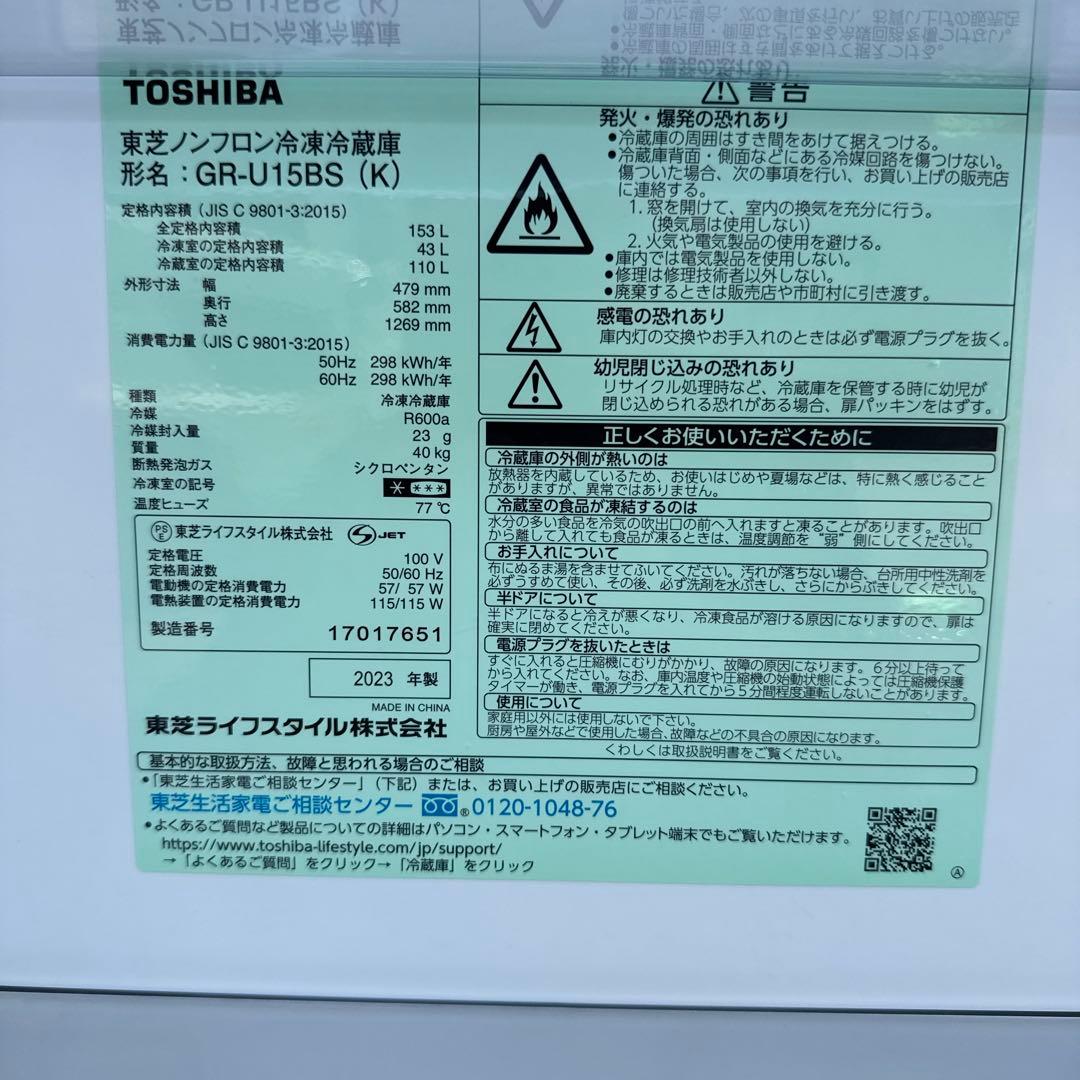 TOSHIBA
東芝ノンフロン冷凍冷蔵庫
形名：GR-U15BS（K）
定格内容積（JIS C 9801-3:2015）
全定格内容積 153 L
冷凍室の定格内容積 43 L
冷蔵室の定格内容積 110 L
外形寸法 幅 479 mm
奥行 582 mm
高さ 1269 mm
消費電力量（JIS C 9801-3:2015）
50Hz 298 kWh/年
60Hz 298 kWh/年
種類 冷凍冷蔵庫
冷媒 R600a
冷媒封入量 23 g
質量 40 kg
断熱発泡ガス シクロペンタン
冷凍室の記号
温度ヒューズ 77 ℃
PSE 東芝ライフスタイル株式会社 JET
定格電圧 100 V
定格周波数 50/60 Hz
電動機の定格消費電力 57/ 57 W
電熱装置の定格消費電力 115/115 W
製造番号 17017651
2023 年製
MADE IN CHINA
東芝ライフスタイル株式会社
警告
発火・爆発の恐れあり
●冷蔵庫の周囲はすき間をあけて据えつける。
●冷蔵庫背面・側面などにある冷媒回路を傷つけない。
傷ついた場合、次の事項を行い、お買い上げの販売店
に連絡する。
1. 窓を開けて、室内の換気を充分に行う。
（換気扇は使用しない）
2. 火気や電気製品の使用を避ける。
●庫内では電気製品を使用しない。
●修理は修理技術者以外しない。
●廃棄するときは販売店や市町村に引き渡す。
感電の恐れあり
庫内灯の交換やお手入れのときは必ず電源プラグを抜く。
幼児閉じ込みの恐れあり
リサイクル処理時など、冷蔵庫を保管する時に幼児が
閉じ込められる恐れがある場合、扉パッキンをはずす。
正しくお使いいただくために
冷蔵庫の外側が熱いのは
放熱器を内蔵しているため、お使いはじめや夏場などは、特に熱く感じること
がありますが、異常ではありません。
冷蔵室の食品が凍結するのは
水分の多い食品を冷気の吹出口の前へ入れますと凍ることがあります。吹出口
から離して入れても食品が凍るときは、温度調節を“弱”側にしてください。
お手入れについて
布にぬるま湯を含ませてふいてください。汚れが落ちない場合、台所用中性洗剤を
必ずうすめて使い、その後、必ず洗剤を水ぶきし、さらにからぶきしてください。
半ドアについて
半ドアになると冷えが悪くなり、冷凍食品が溶ける原因になりますので、扉は
確実に閉めてください。
電源プラグを抜いたときは
すぐに入れると圧縮機にむりがかかり、故障の原因になります。6分以上待って
から入れてください。なお、庫内温度や圧縮機の始動状態によっては圧縮機保護
タイマーが働き、電源プラグを入れてから5分間程度運転しないことがあります。
使用について
家庭用以外には使用しないで下さい。
厨房や屋外などで使用した場合、故障などの不具合の原因になります。
くわしくは取扱説明書をご覧ください。
基本的な取扱方法、故障と思われる場合のご相談
●「東芝生活家電ご相談センター」（下記）または、お買い上げの販売店にご相談ください。
東芝生活家電ご相談センター ®0120-1048-76
●よくあるご質問など製品についての詳細はパソコン・スマートフォン・タブレット端末でもご覧いただけます。
https://www.toshiba-lifestyle.com/jp/support/
→「よくあるご質問」をクリック→「冷蔵庫」をクリック
Ⓐ